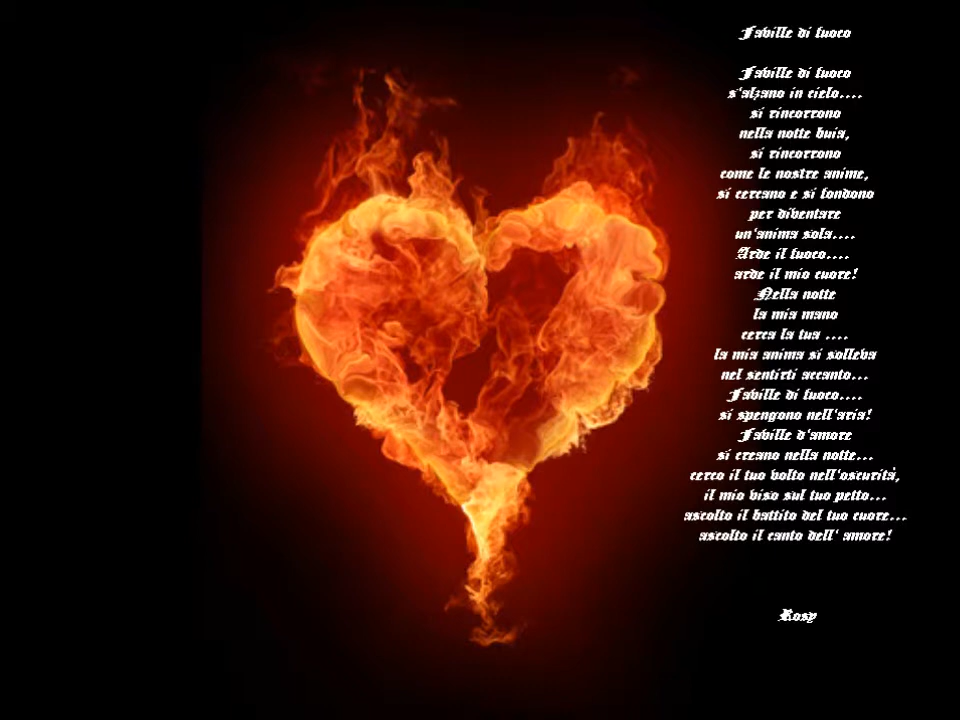 Faville di fuoco
Faville di fuoco
s'alzano in cielo....
si rincorrono
nella notte buia,
si rincorrono
come le nostre anime,
si cercano e si fondono
per diventare
un'anima sola....
Arde il fuoco....
arde il mio cuore!
Nella notte
la mia mano
cerca la tua ....
la mia anima si solleva
nel sentirti accanto...
Faville di fuoco....
si spengono nell'aria!
Faville d'amore
si creano nella notte...
cerco il tuo volto nell'oscurità,
il mio viso sul tuo petto...
ascolto il battito del tuo cuore...
ascolto il canto dell' amore!
Rosy